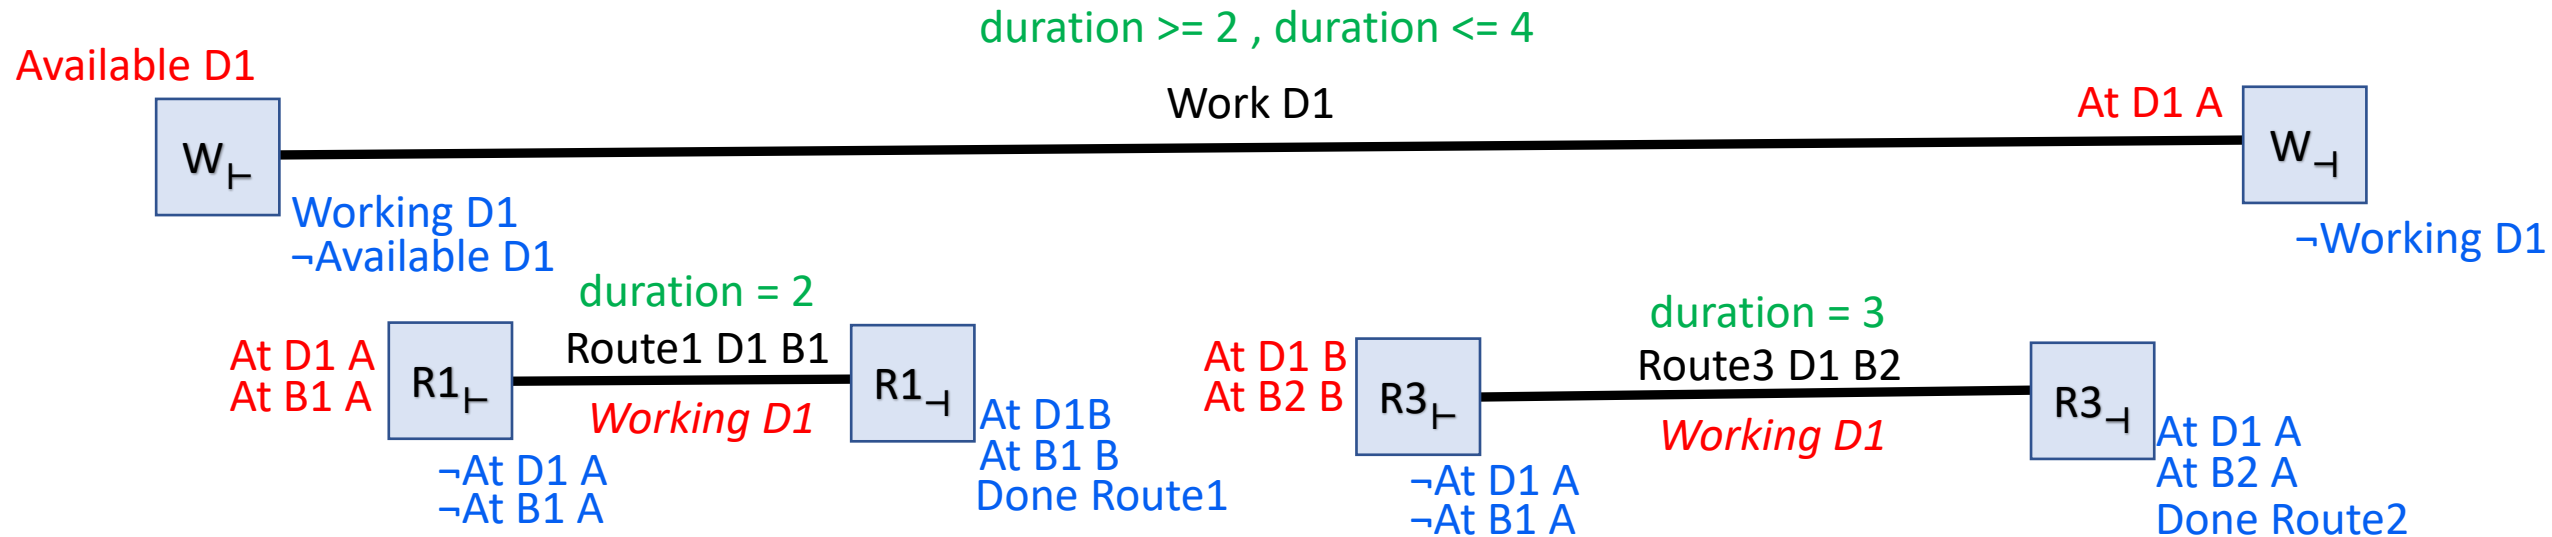 duration >= 2 , duration <= 4
Available D1
Work D1
At D1 A
W⊢
W⊣
Working D1
¬Available D1
¬Working D1
duration = 2
duration = 3
Route1 D1 B1
Route3 D1 B2
At D1 A
At B1 A
R1⊢
R1⊣
At D1 B
At B2 B
R3⊢
R3⊣
Working D1
Working D1
At D1B
At B1 B
Done Route1
At D1 A
At B2 A
Done Route2
¬At D1 A
¬At B1 A
¬At D1 A
¬At B1 A